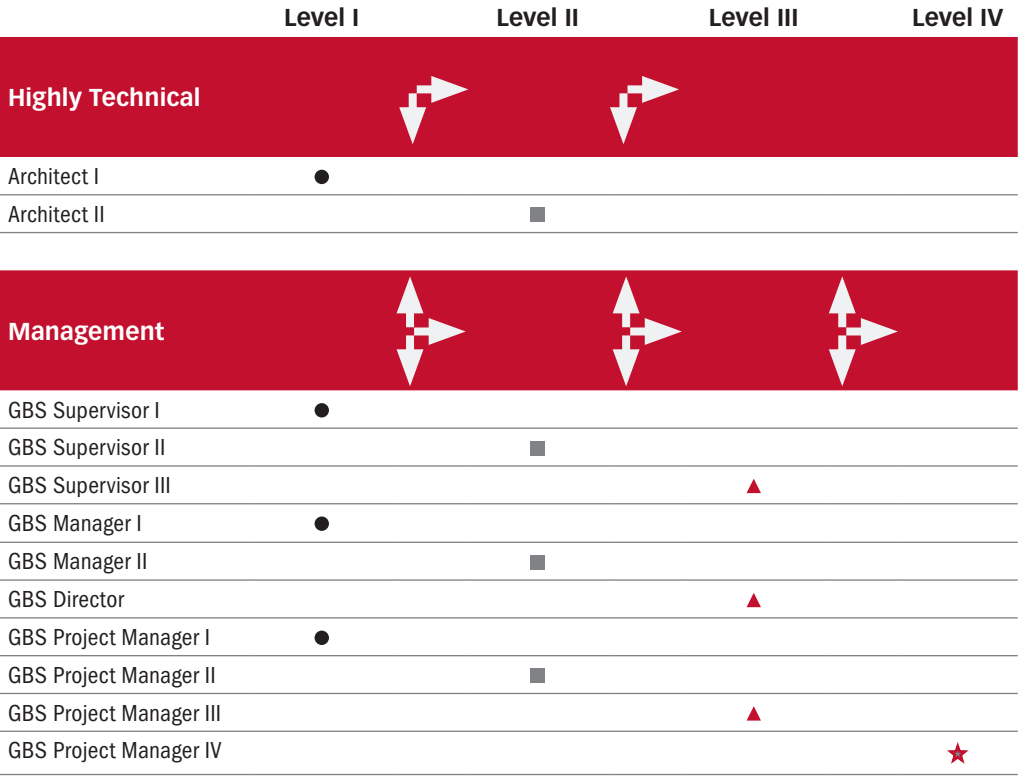 Level I Level II Level III Level IV
Highly Technical
Architect I
Architect II
Management
GBS Supervisor I
GBS Supervisor II
GBS Supervisor III
GBS Manager I
GBS Manager II
GBS Director
GBS Project Manager I
GBS Project Manager II
GBS Project Manager III
GBS Project Manager IV